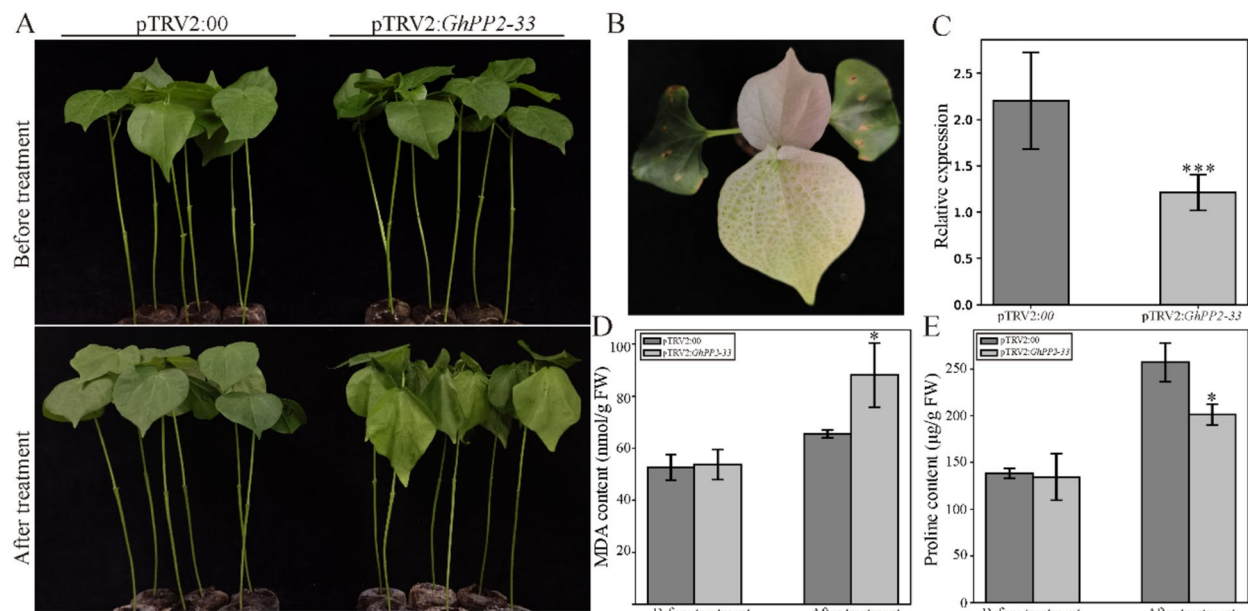 A
pTRV2:00
pTRV2:GhPP2-33
Before treatment
After treatment
B
C
Relative expression
2.5
2.0
1.5
1.0
0.5
0.0
***
pTRV2:00
pTRV2:GhPP2-33
D
MDA content (nmol/g FW)
pTRV2:00
pTRV2:GhPP2-33
100
80
60
40
20
*
E
Proline content (μg/g FW)
pTRV2:00
pTRV2:GhPP2-33
250
200
150
100
50
0
*